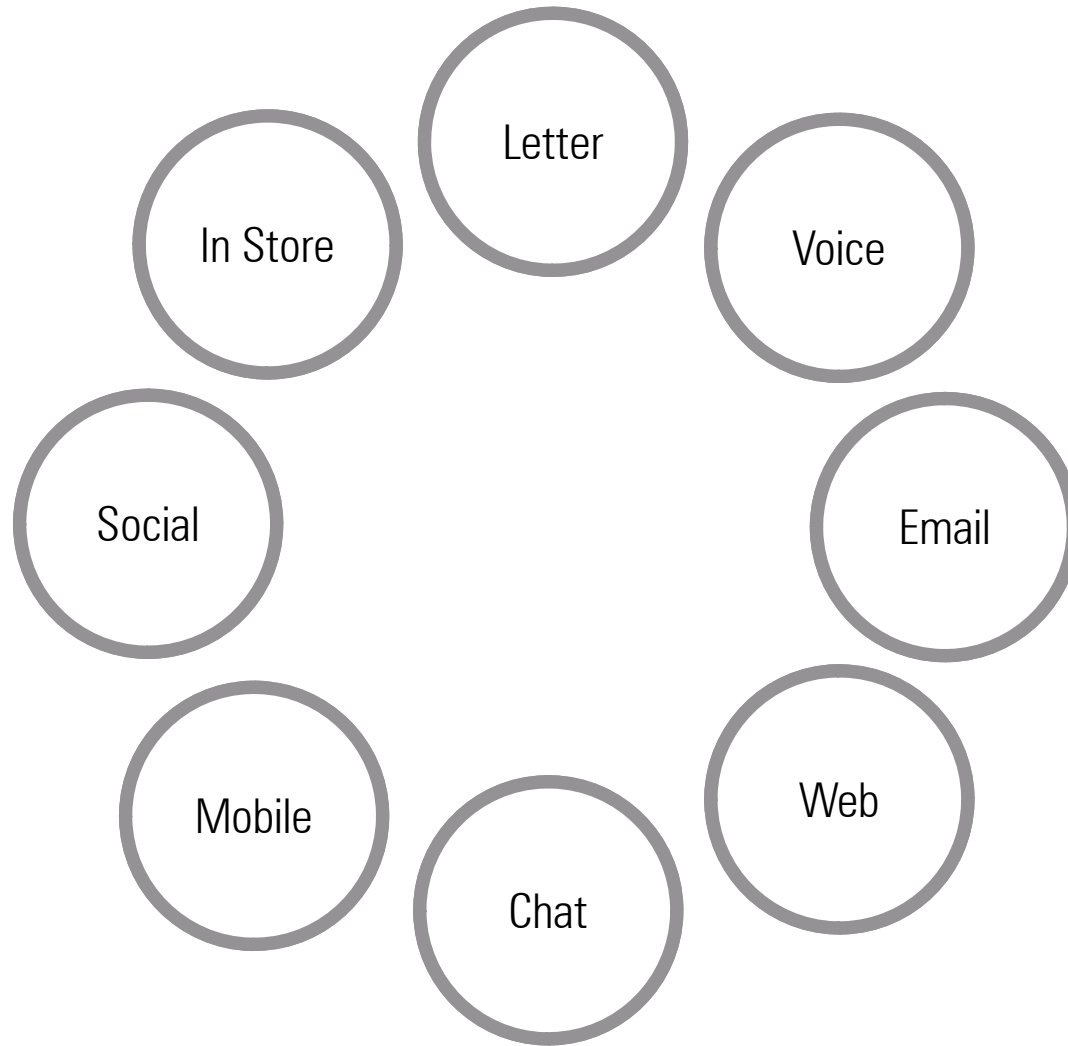 Letter
In Store
Voice
Social
Email
Mobile
Web
Chat